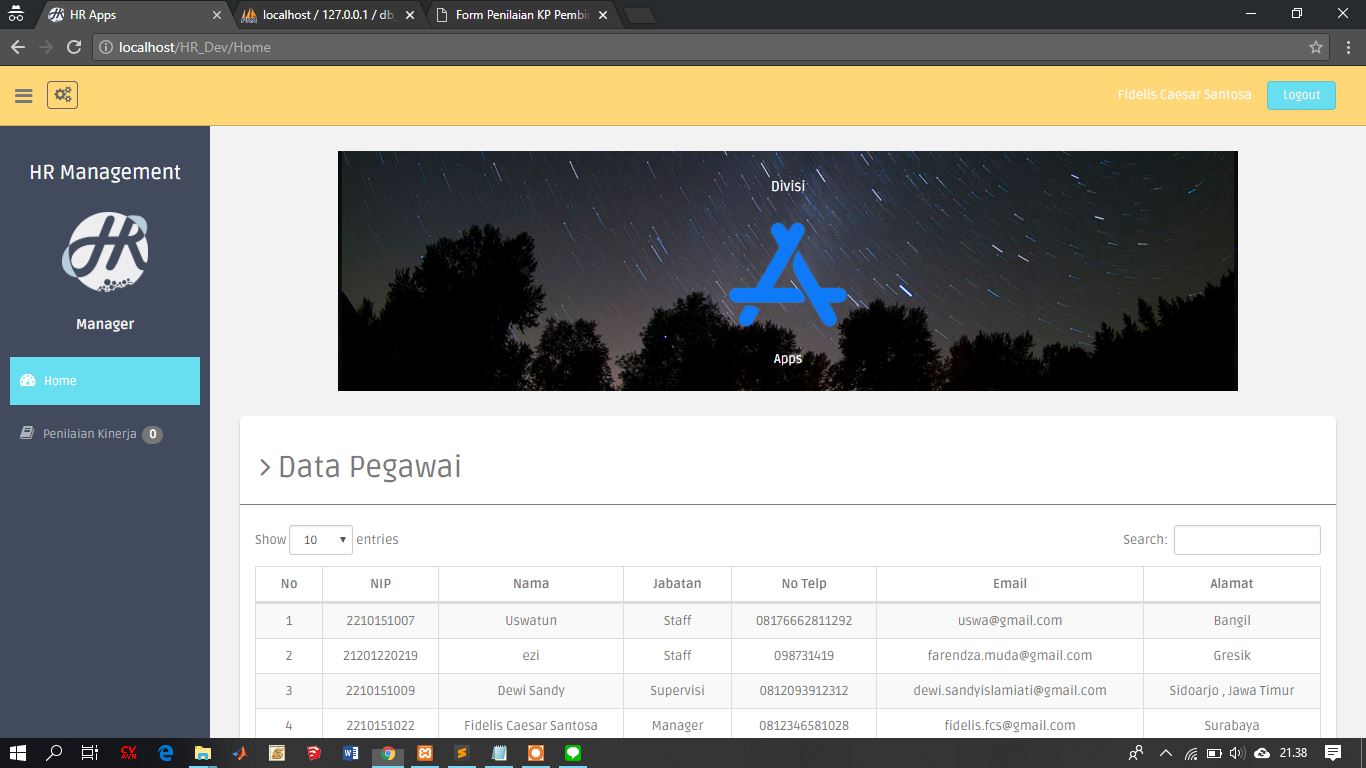 HR Apps
localhost / 127.0.0.1 / db_
Form Penilaian KP Pembi
localhost/HR_Dev/Home
Fidelis Caesar Santosa
Logout
HR Management
HR
Manager
Home
Penilaian Kinerja 0
Divisi
Apps
> Data Pegawai
Show 10 entries
Search:
No NIP Nama Jabatan No Telp Email Alamat
1 2210151007 Uswatun Staff 08176662811292 uswa@gmail.com Bangil
2 21201220219 ezi Staff 098731419 farendza.muda@gmail.com Gresik
3 2210151009 Dewi Sandy Supervisi 0812093912312 dewi.sandyislamiati@gmail.com Sidoarjo , Jawa Timur
4 2210151022 Fidelis Caesar Santosa Manager 0812346581028 fidelis.fcs@gmail.com Surabaya
CV
AVR
21.38